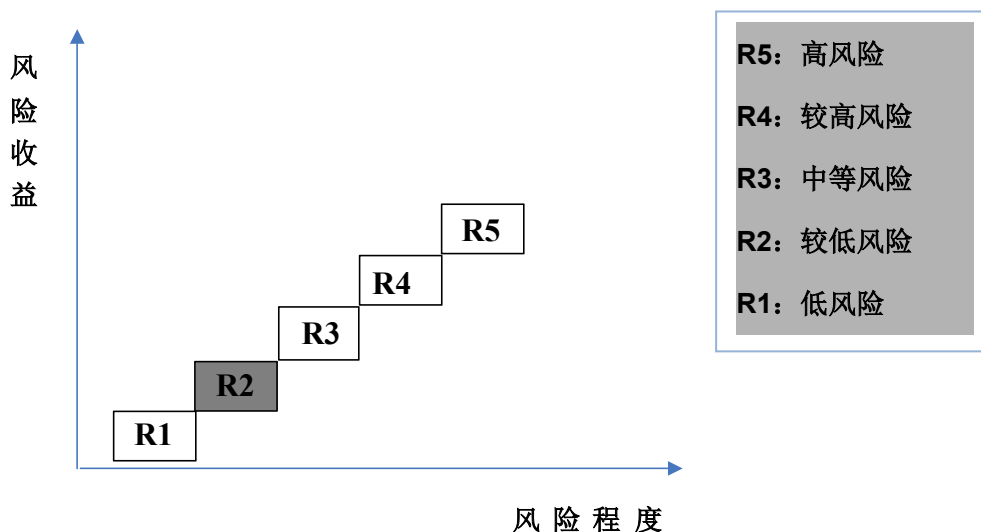 风险收益
R5
R4
R3
R2
R1
风险程度
R5：高风险
R4：较高风险
R3：中等风险
R2：较低风险
R1：低风险